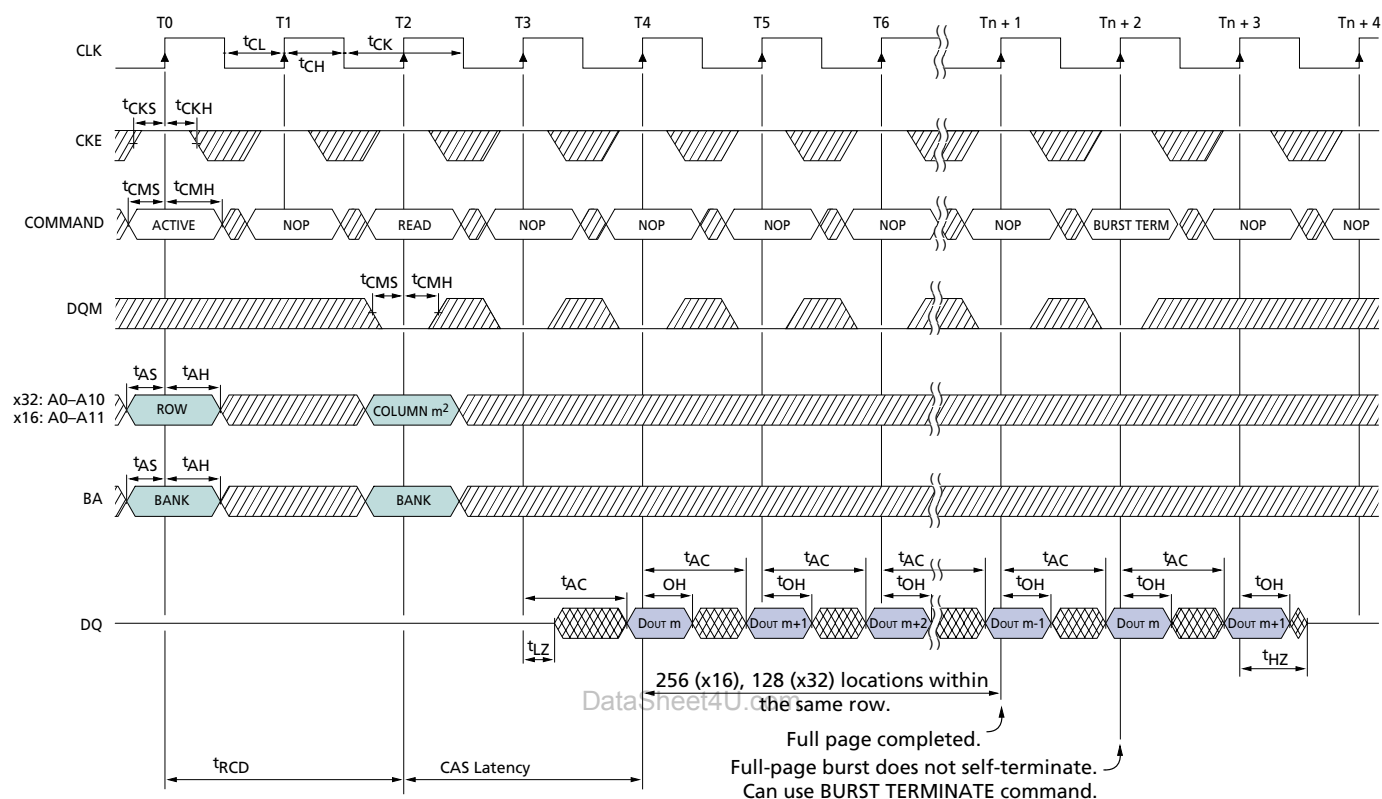 T0 T1 T2 T3 T4 T5 T6 Tn + 1 Tn + 2 Tn + 3 Tn + 4
CLK tCL tCH tCK
tCKS tCKH
CKE
tCMS tCMH
COMMAND ACTIVE NOP READ NOP NOP NOP NOP NOP BURST TERM NOP NOP
tCMS tCMH
DQM
tAS tAH
x32: A0–A10
x16: A0–A11
ROW COLUMN m2
tAS tAH
BA BANK BANK
tAC tAC tAC tAC tAC tAC
OH tOH tOH tOH tOH tOH
DQ DOUT m DOUT m+1 DOUT m+2 DOUT m-1 DOUT m DOUT m+1
tLZ tHZ
256 (x16), 128 (x32) locations within
the same row.
DataSheet4U.com
Full page completed.
Full-page burst does not self-terminate.
Can use BURST TERMINATE command.
tRCD CAS Latency